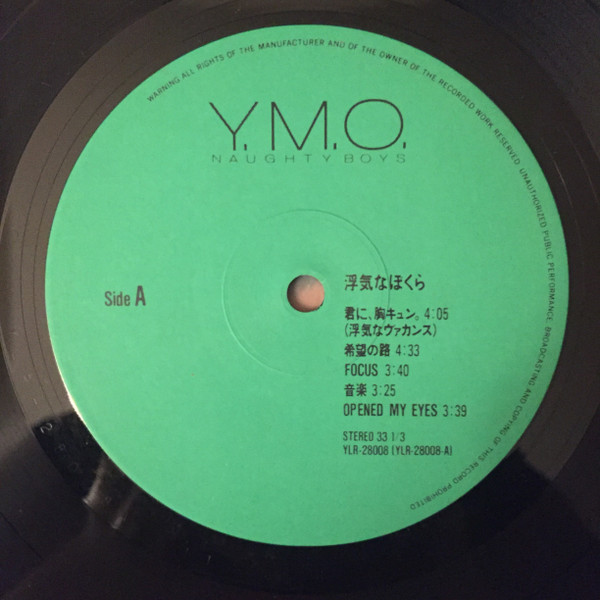 WARNING: ALL RIGHTS OF THE MANUFACTURER AND OF THE OWNER OF THE RECORDED WORK RESERVED. UNAUTHORIZED PUBLIC PERFORMANCE, BROADCASTING AND COPYING OF THIS RECORD PROHIBITED
Y.M.O.
NAUGHTY BOYS
Side A
浮気なぼくら
君に、胸キュン。4:05
(浮気なヴァカンス)
希望の路 4:33
FOCUS 3:40
音楽 3:25
OPENED MY EYES 3:39
STEREO 33 1/3
YLR-28008 (YLR-28008-A)